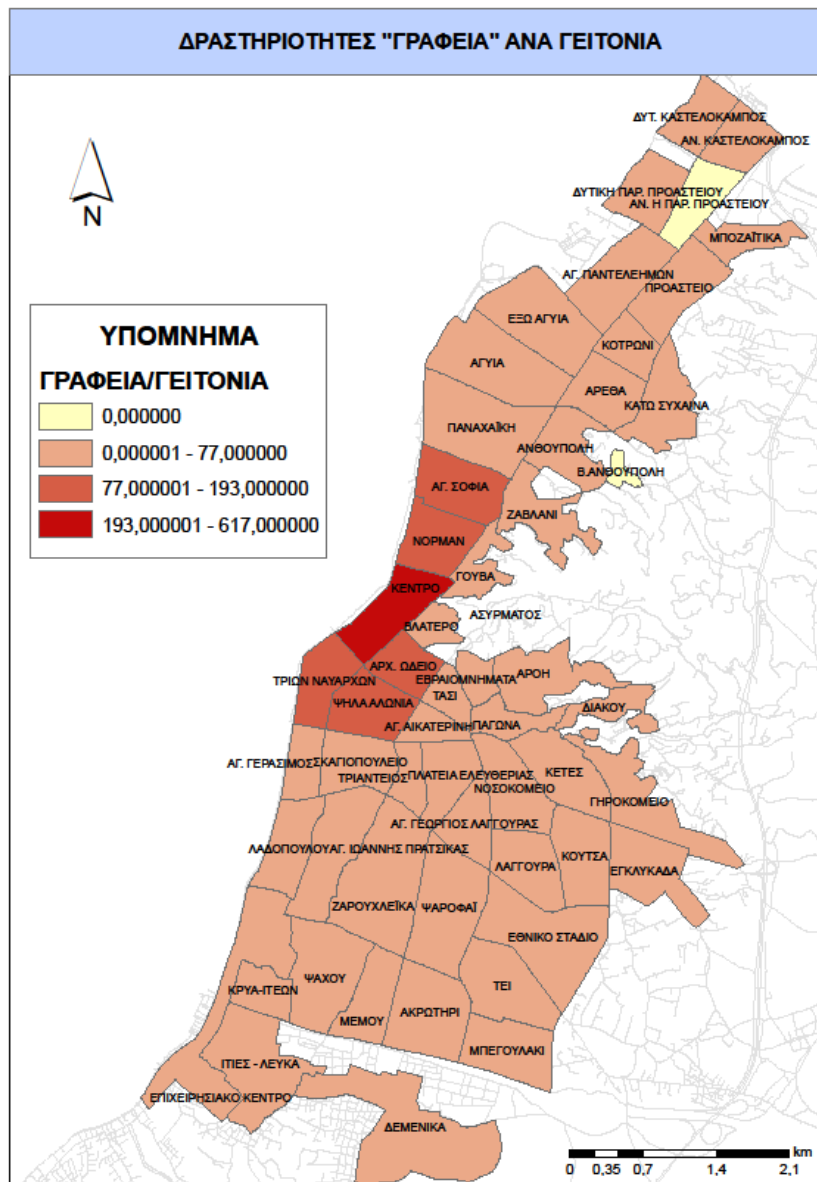 ΔΡΑΣΤΗΡΙΟΤΗΤΕΣ "ΓΡΑΦΕΙΑ" ΑΝΑ ΓΕΙΤΟΝΙΑ
N
ΥΠΟΜΝΗΜΑ
ΓΡΑΦΕΙΑ/ΓΕΙΤΟΝΙΑ
0,000000
0,000001 - 77,000000
77,000001 - 193,000000
193,000001 - 617,000000
ΔΥΤ. ΚΑΣΤΕΛΟΚΑΜΠΟΣ
ΑΝ. ΚΑΣΤΕΛΟΚΑΜΠΟΣ
ΔΥΤΙΚΗ ΠΑΡ. ΠΡΟΑΣΤΕΙΟΥ
ΑΝ. Η ΠΑΡ. ΠΡΟΑΣΤΕΙΟΥ
ΜΠΟΖΑΪΤΙΚΑ
ΑΓ. ΠΑΝΤΕΛΕΗΜΩΝ
ΠΡΟΑΣΤΕΙΟ
ΕΞΩ ΑΓΥΙΑ
ΚΟΤΡΩΝΙ
ΑΓΥΙΑ
ΑΡΕΘΑ
ΚΑΤΩ ΣΥΧΑΙΝΑ
ΠΑΝΑΧΑΪΚΗ
ΑΝΘΟΥΠΟΛΗ
Β.ΑΝΘΟΥΠΟΛΗ
ΑΓ. ΣΟΦΙΑ
ΖΑΒΛΑΝΙ
ΝΟΡΜΑΝ
ΓΟΥΒΑ
ΚΕΝΤΡΟ
ΑΣΥΡΜΑΤΟΣ
ΒΛΑΤΕΡΟ
ΑΡΧ. ΩΔΕΙΟ
ΑΡΟΗ
ΤΡΙΩΝ ΝΑΥΑΡΧΩΝ
ΕΒΡΑΙΟΜΝΗΜΑΤΑ
ΤΑΣΙ
ΨΗΛΑ ΑΛΩΝΙΑ
ΔΙΑΚΟΥ
ΑΓ. ΑΙΚΑΤΕΡΙΝΗ
ΠΑΓΩΝΑ
ΑΓ. ΓΕΡΑΣΙΜΟΣ
ΣΚΑΓΙΟΠΟΥΛΕΙΟ
ΤΡΙΑΝΤΕΙΟΣ
ΠΛΑΤΕΙΑ ΕΛΕΥΘΕΡΙΑΣ
ΚΕΤΕΣ
ΝΟΣΟΚΟΜΕΙΟ
ΓΗΡΟΚΟΜΕΙΟ
ΑΓ. ΓΕΩΡΓΙΟΣ ΛΑΓΓΟΥΡΑΣ
ΛΑΔΟΠΟΥΛΟΥ
ΑΓ. ΙΩΑΝΝΗΣ ΠΡΑΤΣΙΚΑΣ
ΛΑΓΓΟΥΡΑ
ΚΟΥΤΣΑ
ΕΓΚΛΥΚΑΔΑ
ΖΑΡΟΥΧΛΕΪΚΑ
ΨΑΡΟΦΑΪ
ΕΘΝΙΚΟ ΣΤΑΔΙΟ
ΨΑΧΟΥ
ΚΡΥΑ-ΙΤΕΩΝ
ΤΕΙ
ΜΕΜΟΥ
ΑΚΡΩΤΗΡΙ
ΜΠΕΓΟΥΛΑΚΙ
ΙΤΙΕΣ - ΛΕΥΚΑ
ΕΠΙΧΕΙΡΗΣΙΑΚΟ ΚΕΝΤΡΟ
ΔΕΜΕΝΙΚΑ
km
0 0,35 0,7 1,4 2,1